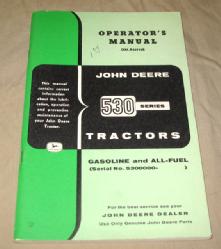 OPERATOR'S
MANUAL
JOHN DEERE
This manual
contains correct
information
about the lubri-
cation, operation
and preventive
maintenance of
your John Deere
Tractor.
530 SERIES
TRACTORS
GASOLINE and ALL-FUEL
(Serial No. 5300000- )
For the best service see your
JOHN DEERE DEALER
Use Only Genuine John Deere Parts